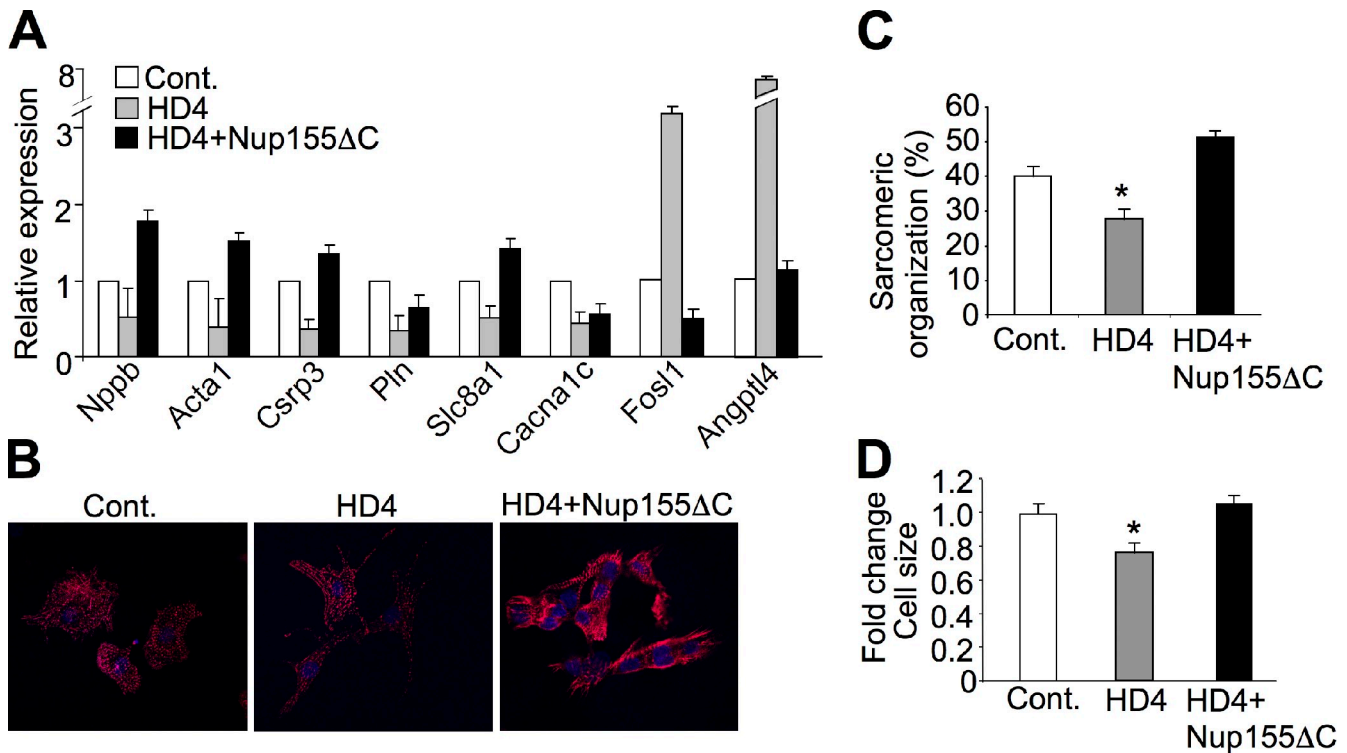 A
Relative expression
8
3
2
1
0
Cont.
HD4
HD4+Nup155ΔC
Nppb
Acta1
Csrp3
Pln
Slc8a1
Cacna1c
Fosl1
Angptl4
B
Cont.
HD4
HD4+Nup155ΔC
C
Sarcomeric
organization (%)
60
50
40
30
20
10
0
*
Cont.
HD4
HD4+
Nup155ΔC
D
Fold change
Cell size
1.2
1.0
0.8
0.6
0.4
0.2
0
*
Cont.
HD4
HD4+
Nup155ΔC